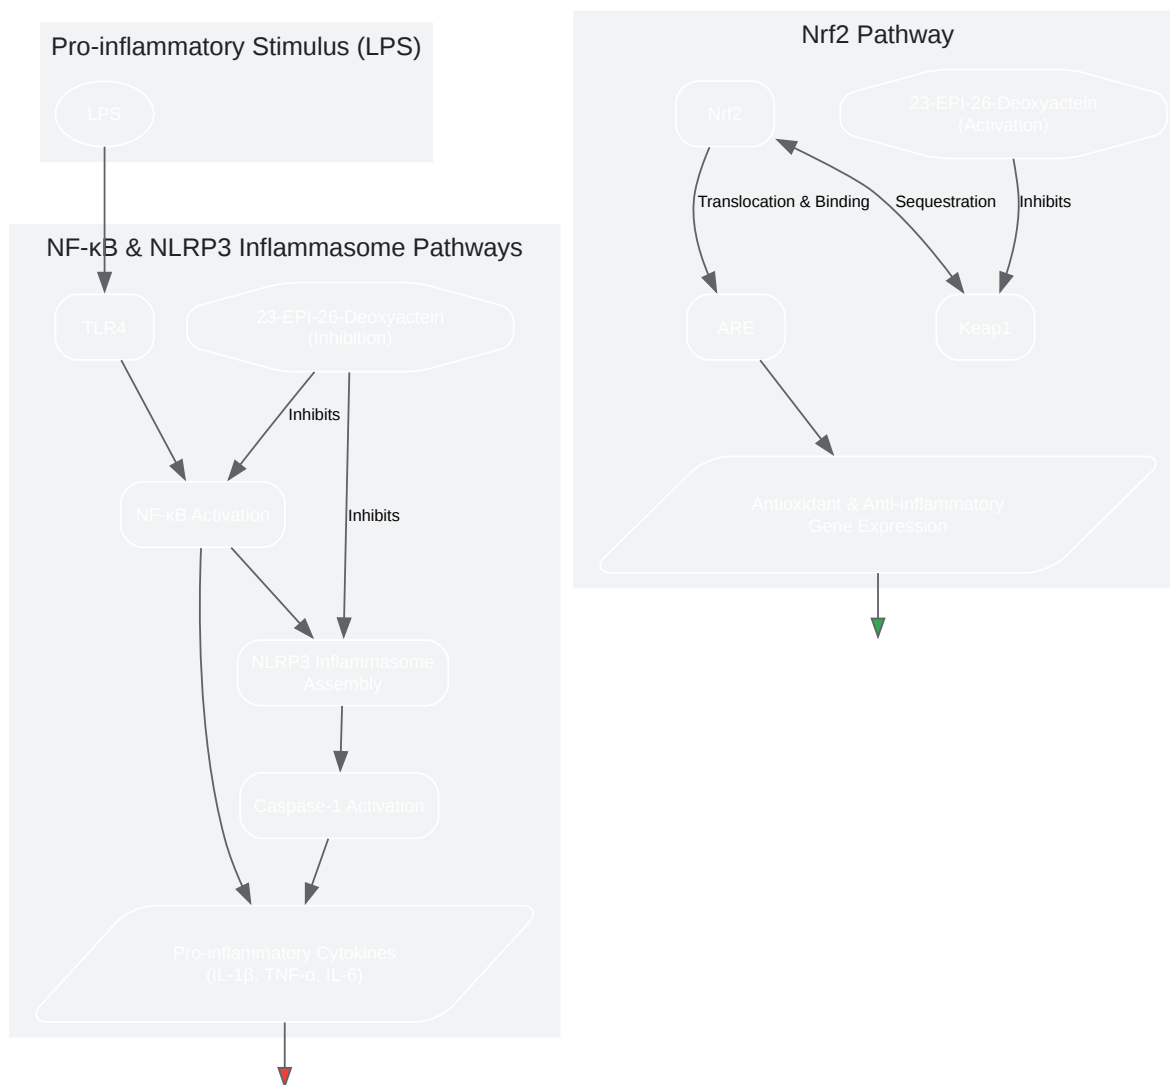 Pro-inflammatory Stimulus (LPS)
LPS
NF-κB & NLRP3 Inflammasome Pathways
TLR4
23-EPI-26-Deoxyactein
(Inhibition)
Inhibits
NF-κB Activation
Inhibits
NLRP3 Inflammasome
Assembly
Caspase-1 Activation
Pro-inflammatory Cytokines
(IL-1β, TNF-α, IL-6)
Nrf2 Pathway
Nrf2
23-EPI-26-Deoxyactein
(Activation)
Translocation & Binding
Sequestration
Inhibits
ARE
Keap1
Antioxidant & Anti-inflammatory
Gene Expression